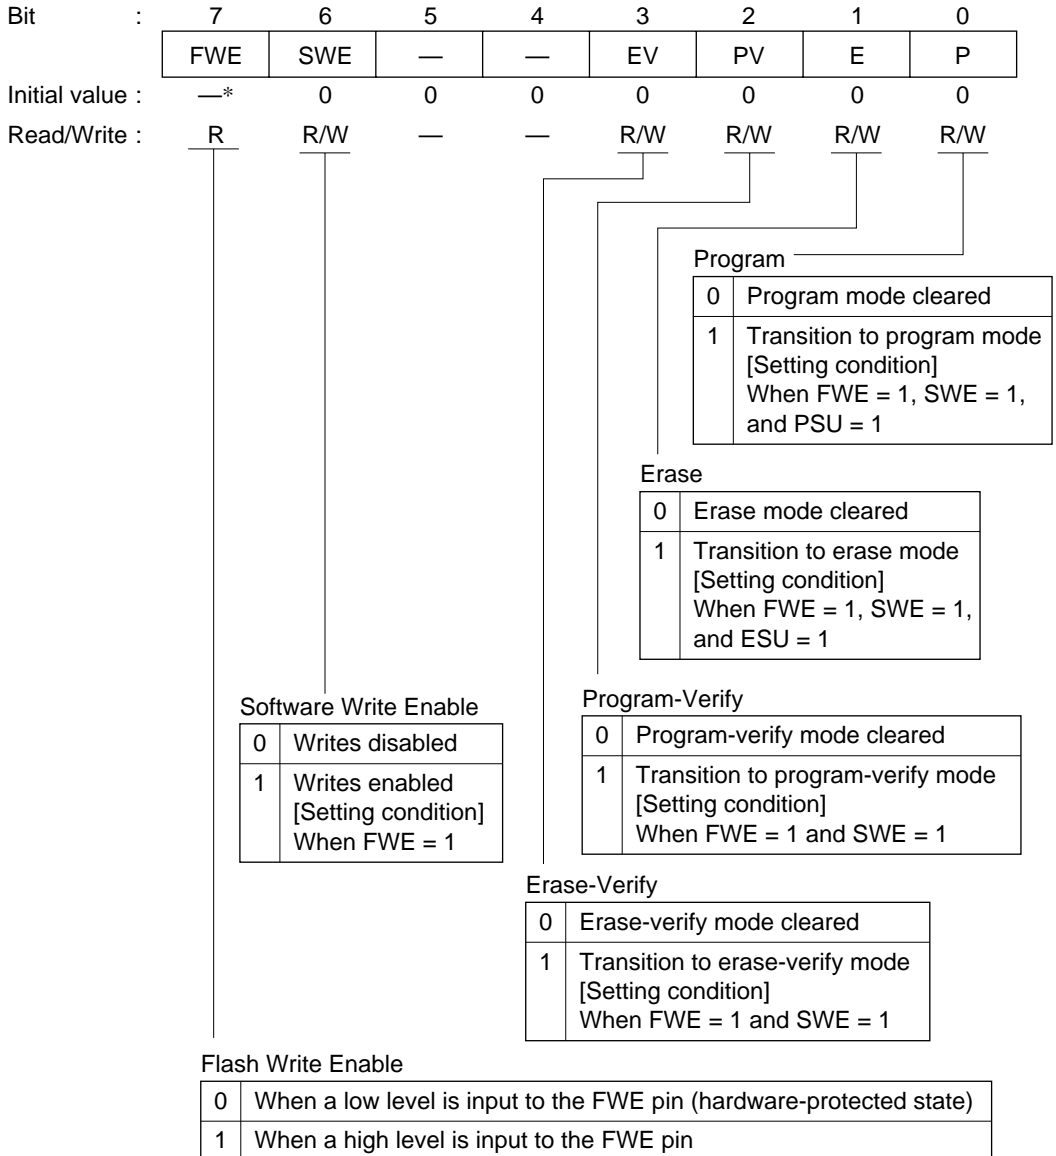 Bit : 7 6 5 4 3 2 1 0
FWE SWE — — EV PV E P
Initial value : —* 0 0 0 0 0 0 0
Read/Write : R R/W — — R/W R/W R/W R/W
Program
0 Program mode cleared
1 Transition to program mode
[Setting condition]
When FWE = 1, SWE = 1,
and PSU = 1
Erase
0 Erase mode cleared
1 Transition to erase mode
[Setting condition]
When FWE = 1, SWE = 1,
and ESU = 1
Software Write Enable
0 Writes disabled
1 Writes enabled
[Setting condition]
When FWE = 1
Program-Verify
0 Program-verify mode cleared
1 Transition to program-verify mode
[Setting condition]
When FWE = 1 and SWE = 1
Erase-Verify
0 Erase-verify mode cleared
1 Transition to erase-verify mode
[Setting condition]
When FWE = 1 and SWE = 1
Flash Write Enable
0 When a low level is input to the FWE pin (hardware-protected state)
1 When a high level is input to the FWE pin